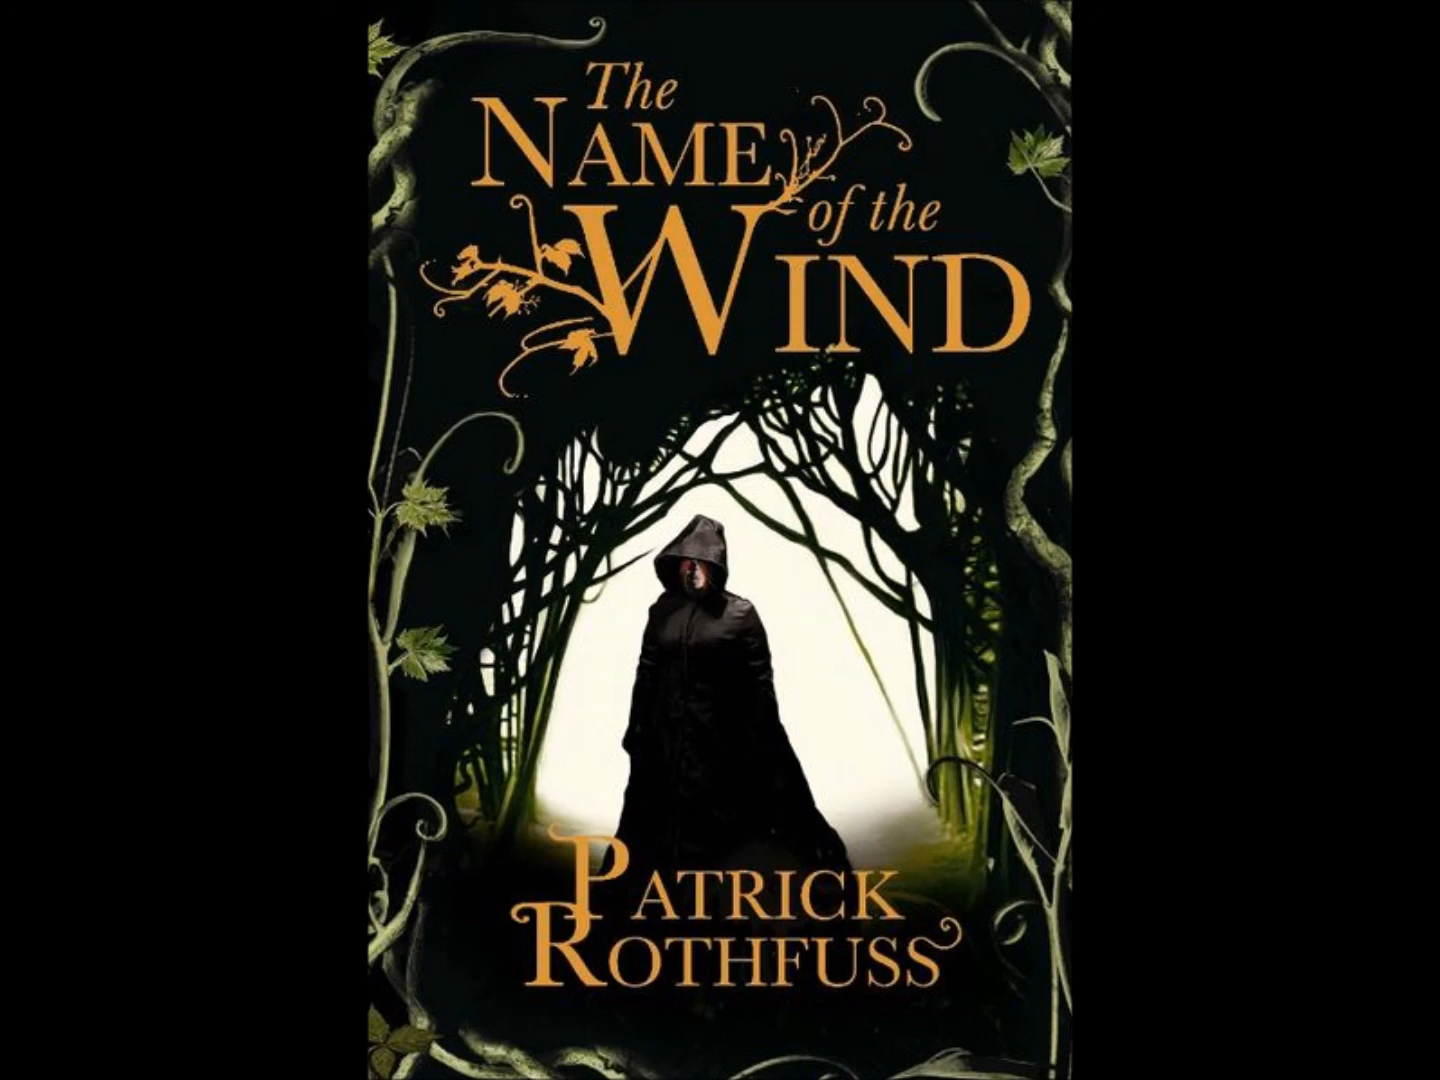 The
NAME
of the
WIND
PATRICK
ROTHFUSS